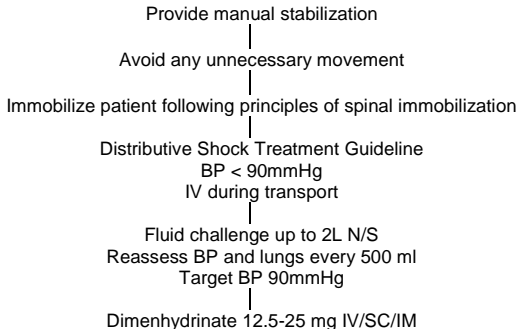 Provide manual stabilization
Avoid any unnecessary movement
Immobilize patient following principles of spinal immobilization
Distributive Shock Treatment Guideline
BP < 90mmHg
IV during transport
Fluid challenge up to 2L N/S
Reassess BP and lungs every 500 ml
Target BP 90mmHg
Dimenhydrinate 12.5-25 mg IV/SC/IM